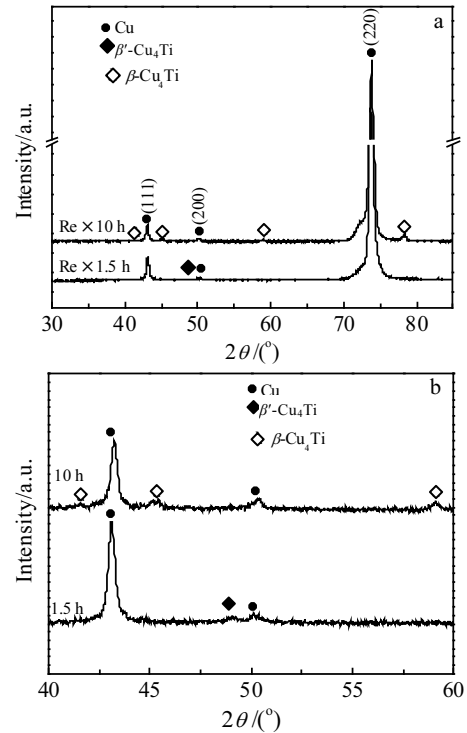 a
● Cu
◆ β′-Cu₄Ti
◇ β-Cu₄Ti
(111)
(200)
(220)
Re × 10 h
Re × 1.5 h
Intensity/a.u.
30 40 50 60 70 80
2θ/(°)
b
● Cu
◆ β′-Cu₄Ti
◇ β-Cu₄Ti
10 h
1.5 h
Intensity/a.u.
40 45 50 55 60
2θ/(°)